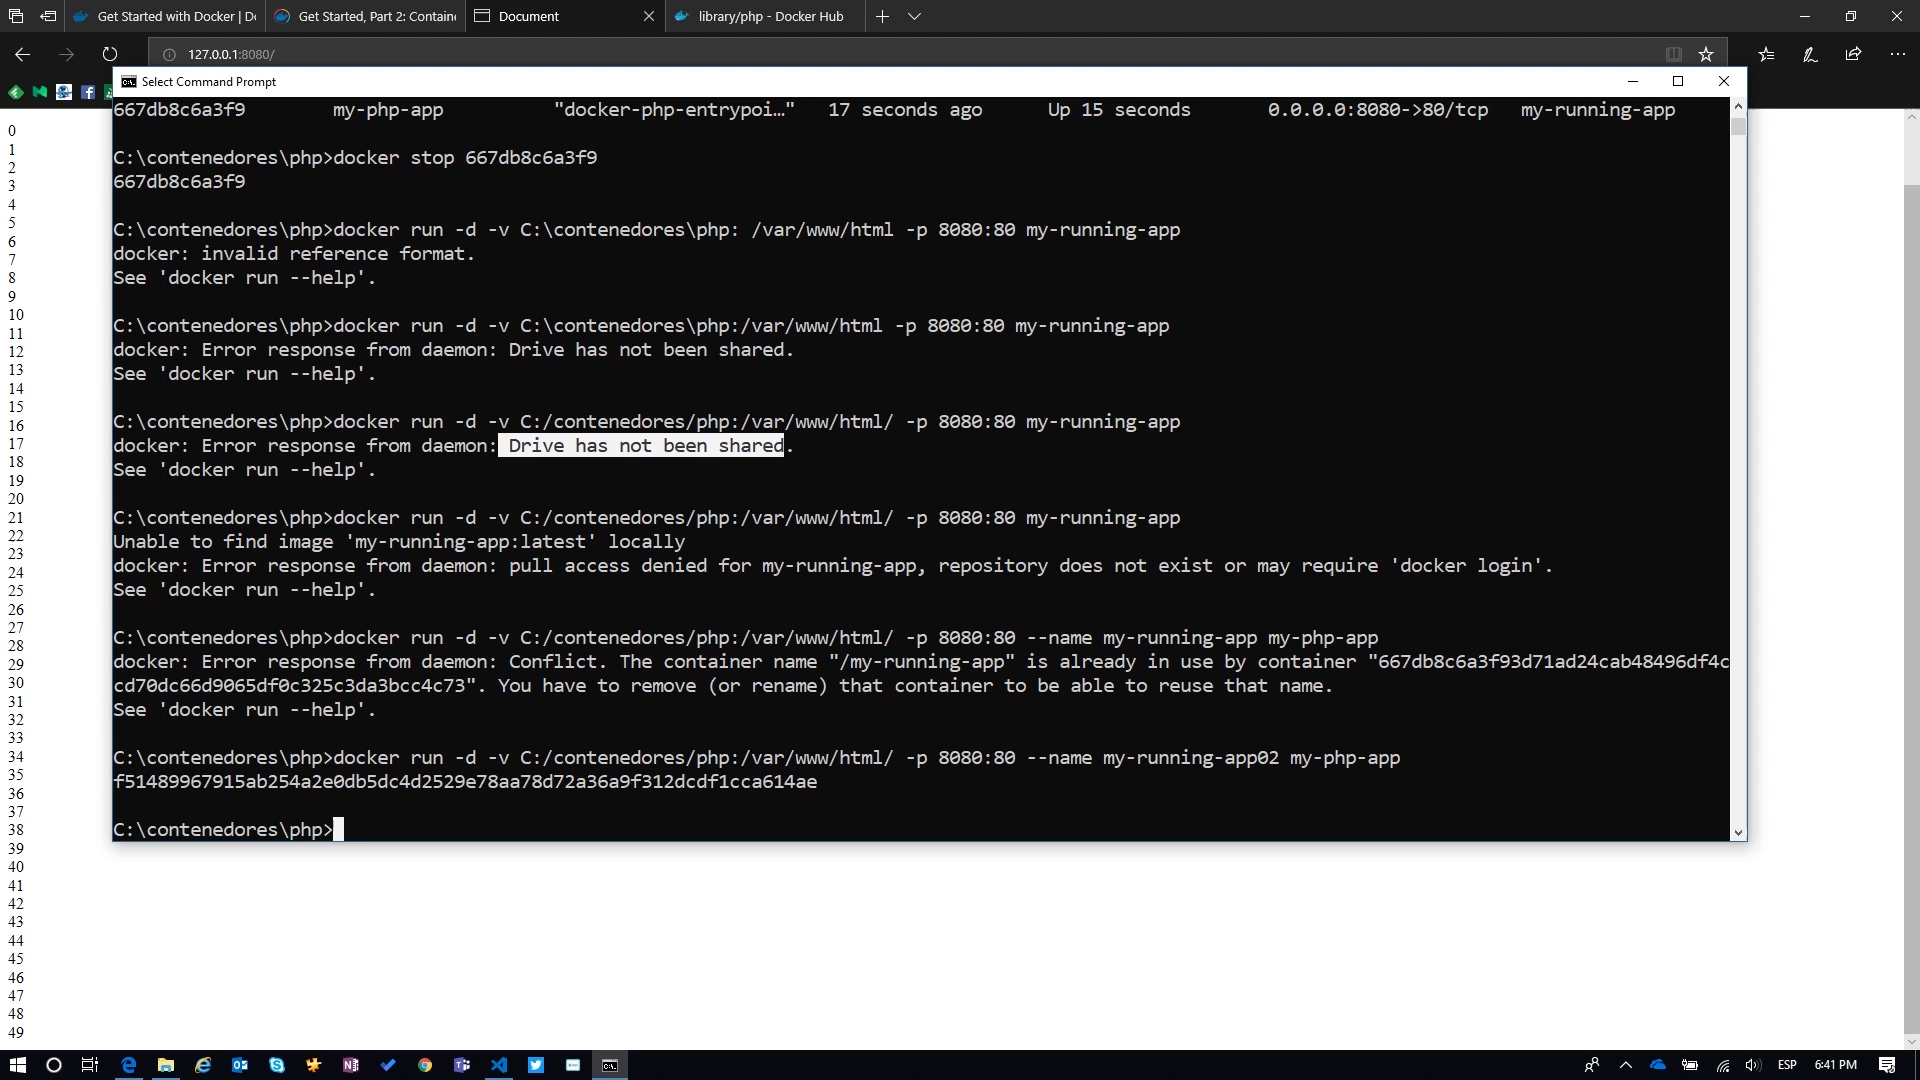 Get Started with Docker | Do
Get Started, Part 2: Containe
Document
library/php - Docker Hub
127.0.0.1:8080/
Select Command Prompt
667db8c6a3f9 my-php-app "docker-php-entrypoi…" 17 seconds ago Up 15 seconds 0.0.0.0:8080->80/tcp my-running-app
C:\contenedores\php>docker stop 667db8c6a3f9
667db8c6a3f9
C:\contenedores\php>docker run -d -v C:\contenedores\php: /var/www/html -p 8080:80 my-running-app
docker: invalid reference format.
See 'docker run --help'.
C:\contenedores\php>docker run -d -v C:\contenedores\php:/var/www/html -p 8080:80 my-running-app
docker: Error response from daemon: Drive has not been shared.
See 'docker run --help'.
C:\contenedores\php>docker run -d -v C:/contenedores/php:/var/www/html/ -p 8080:80 my-running-app
docker: Error response from daemon: Drive has not been shared.
See 'docker run --help'.
C:\contenedores\php>docker run -d -v C:/contenedores/php:/var/www/html/ -p 8080:80 my-running-app
Unable to find image 'my-running-app:latest' locally
docker: Error response from daemon: pull access denied for my-running-app, repository does not exist or may require 'docker login'.
See 'docker run --help'.
C:\contenedores\php>docker run -d -v C:/contenedores/php:/var/www/html/ -p 8080:80 --name my-running-app my-php-app
docker: Error response from daemon: Conflict. The container name "/my-running-app" is already in use by container "667db8c6a3f93d71ad24cab48496df4c
cd70dc66d9065df0c325c3da3bcc4c73". You have to remove (or rename) that container to be able to reuse that name.
See 'docker run --help'.
C:\contenedores\php>docker run -d -v C:/contenedores/php:/var/www/html/ -p 8080:80 --name my-running-app02 my-php-app
f51489967915ab254a2e0db5dc4d2529e78aa78d72a36a9f312dcdf1cca614ae
C:\contenedores\php>
0
1
2
3
4
5
6
7
8
9
10
11
12
13
14
15
16
17
18
19
20
21
22
23
24
25
26
27
28
29
30
31
32
33
34
35
36
37
38
39
40
41
42
43
44
45
46
47
48
49
ESP
6:41 PM